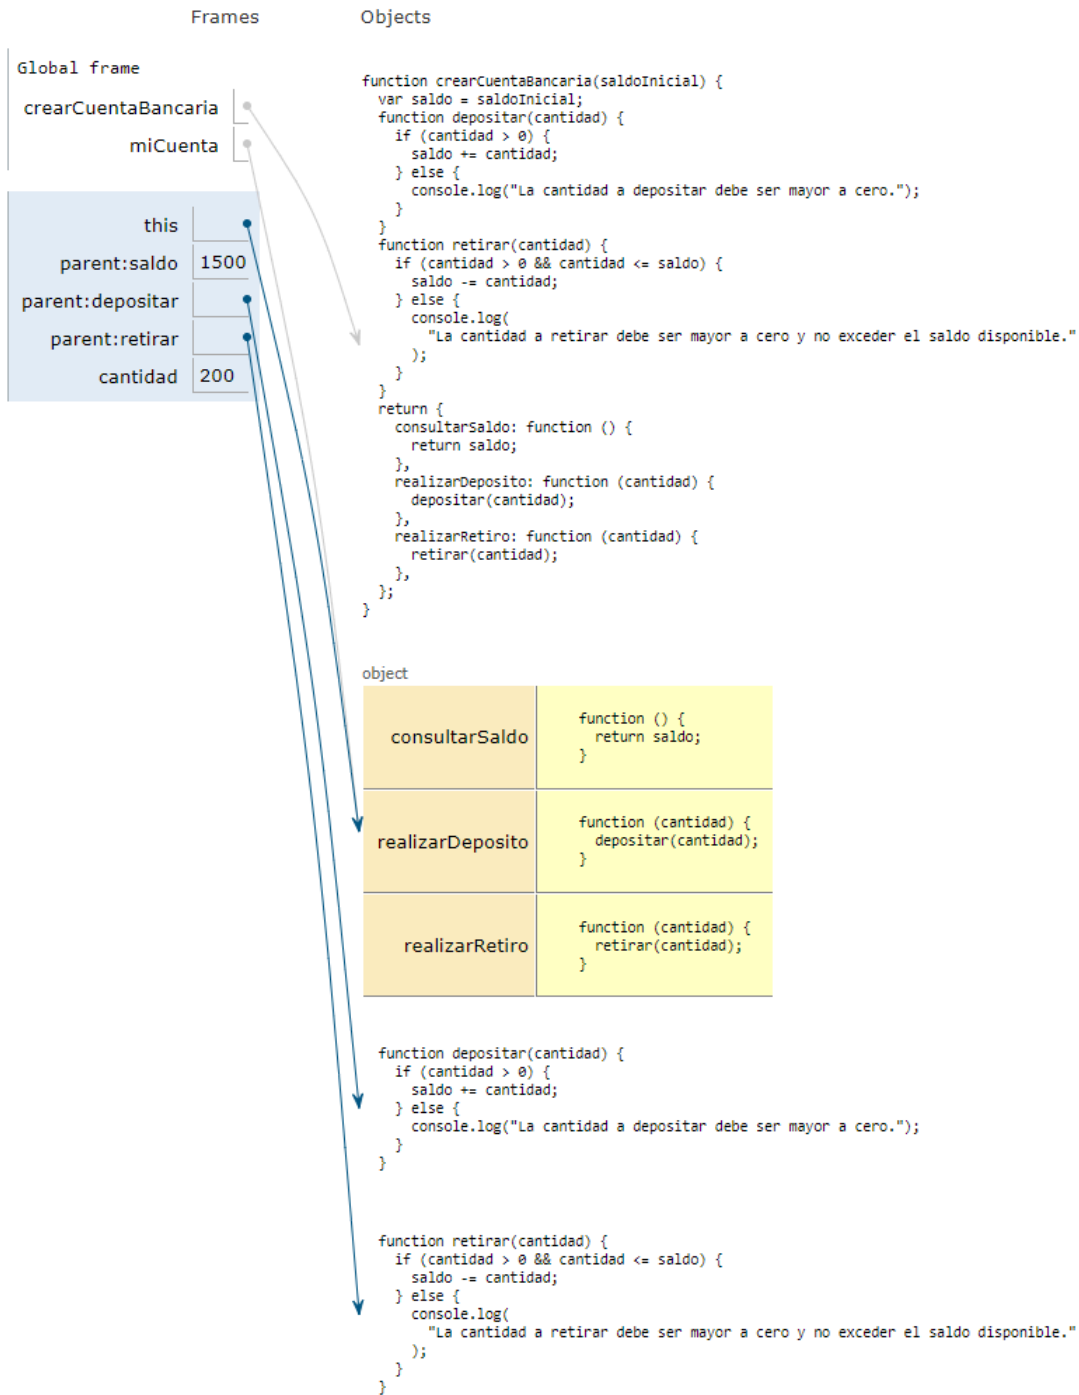 Frames Objects
Global frame
crearCuentaBancaria
miCuenta
this
parent:saldo 1500
parent:depositar
parent:retirar
cantidad 200
function crearCuentaBancaria(saldoInicial) {
  var saldo = saldoInicial;
  function depositar(cantidad) {
    if (cantidad > 0) {
      saldo += cantidad;
    } else {
      console.log("La cantidad a depositar debe ser mayor a cero.");
    }
  }
  function retirar(cantidad) {
    if (cantidad > 0 && cantidad <= saldo) {
      saldo -= cantidad;
    } else {
      console.log(
        "La cantidad a retirar debe ser mayor a cero y no exceder el saldo disponible."
      );
    }
  }
  return {
    consultarSaldo: function () {
      return saldo;
    },
    realizarDeposito: function (cantidad) {
      depositar(cantidad);
    },
    realizarRetiro: function (cantidad) {
      retirar(cantidad);
    },
  };
}
object
consultarSaldo
function () {
  return saldo;
}
realizarDeposito
function (cantidad) {
  depositar(cantidad);
}
realizarRetiro
function (cantidad) {
  retirar(cantidad);
}
function depositar(cantidad) {
  if (cantidad > 0) {
    saldo += cantidad;
  } else {
    console.log("La cantidad a depositar debe ser mayor a cero.");
  }
}
function retirar(cantidad) {
  if (cantidad > 0 && cantidad <= saldo) {
    saldo -= cantidad;
  } else {
    console.log(
      "La cantidad a retirar debe ser mayor a cero y no exceder el saldo disponible."
    );
  }
}